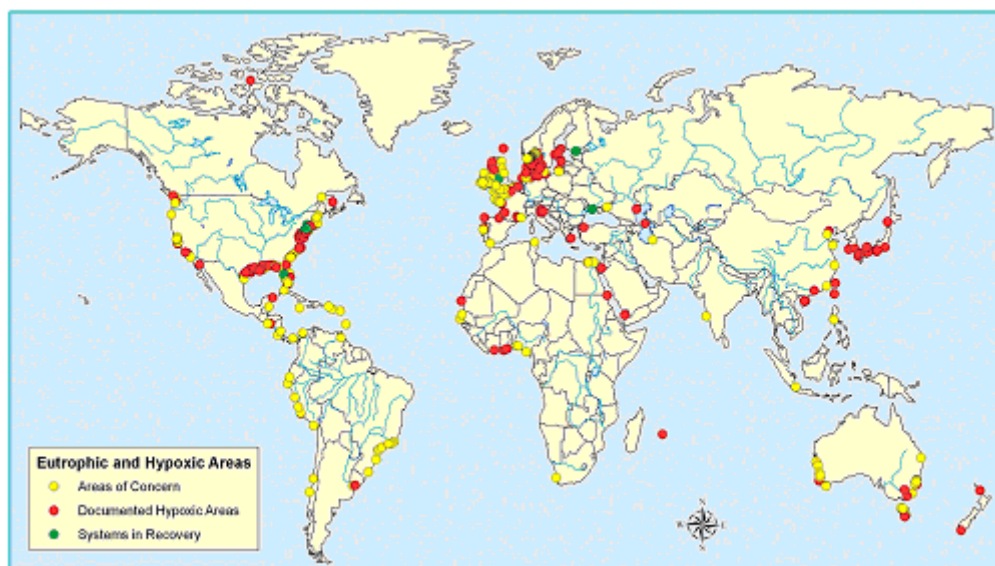 Eutrophic and Hypoxic Areas
Areas of Concern
Documented Hypoxic Areas
Systems in Recovery
N
W E
S